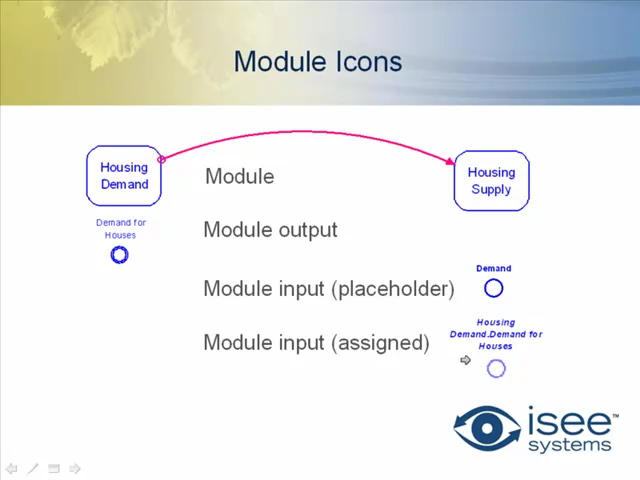 Module Icons
Housing
Demand
Module
Housing
Supply
Demand for
Houses
Module output
Module input (placeholder)
Demand
Module input (assigned)
Housing
Demand.Demand for
Houses
isee™
systems